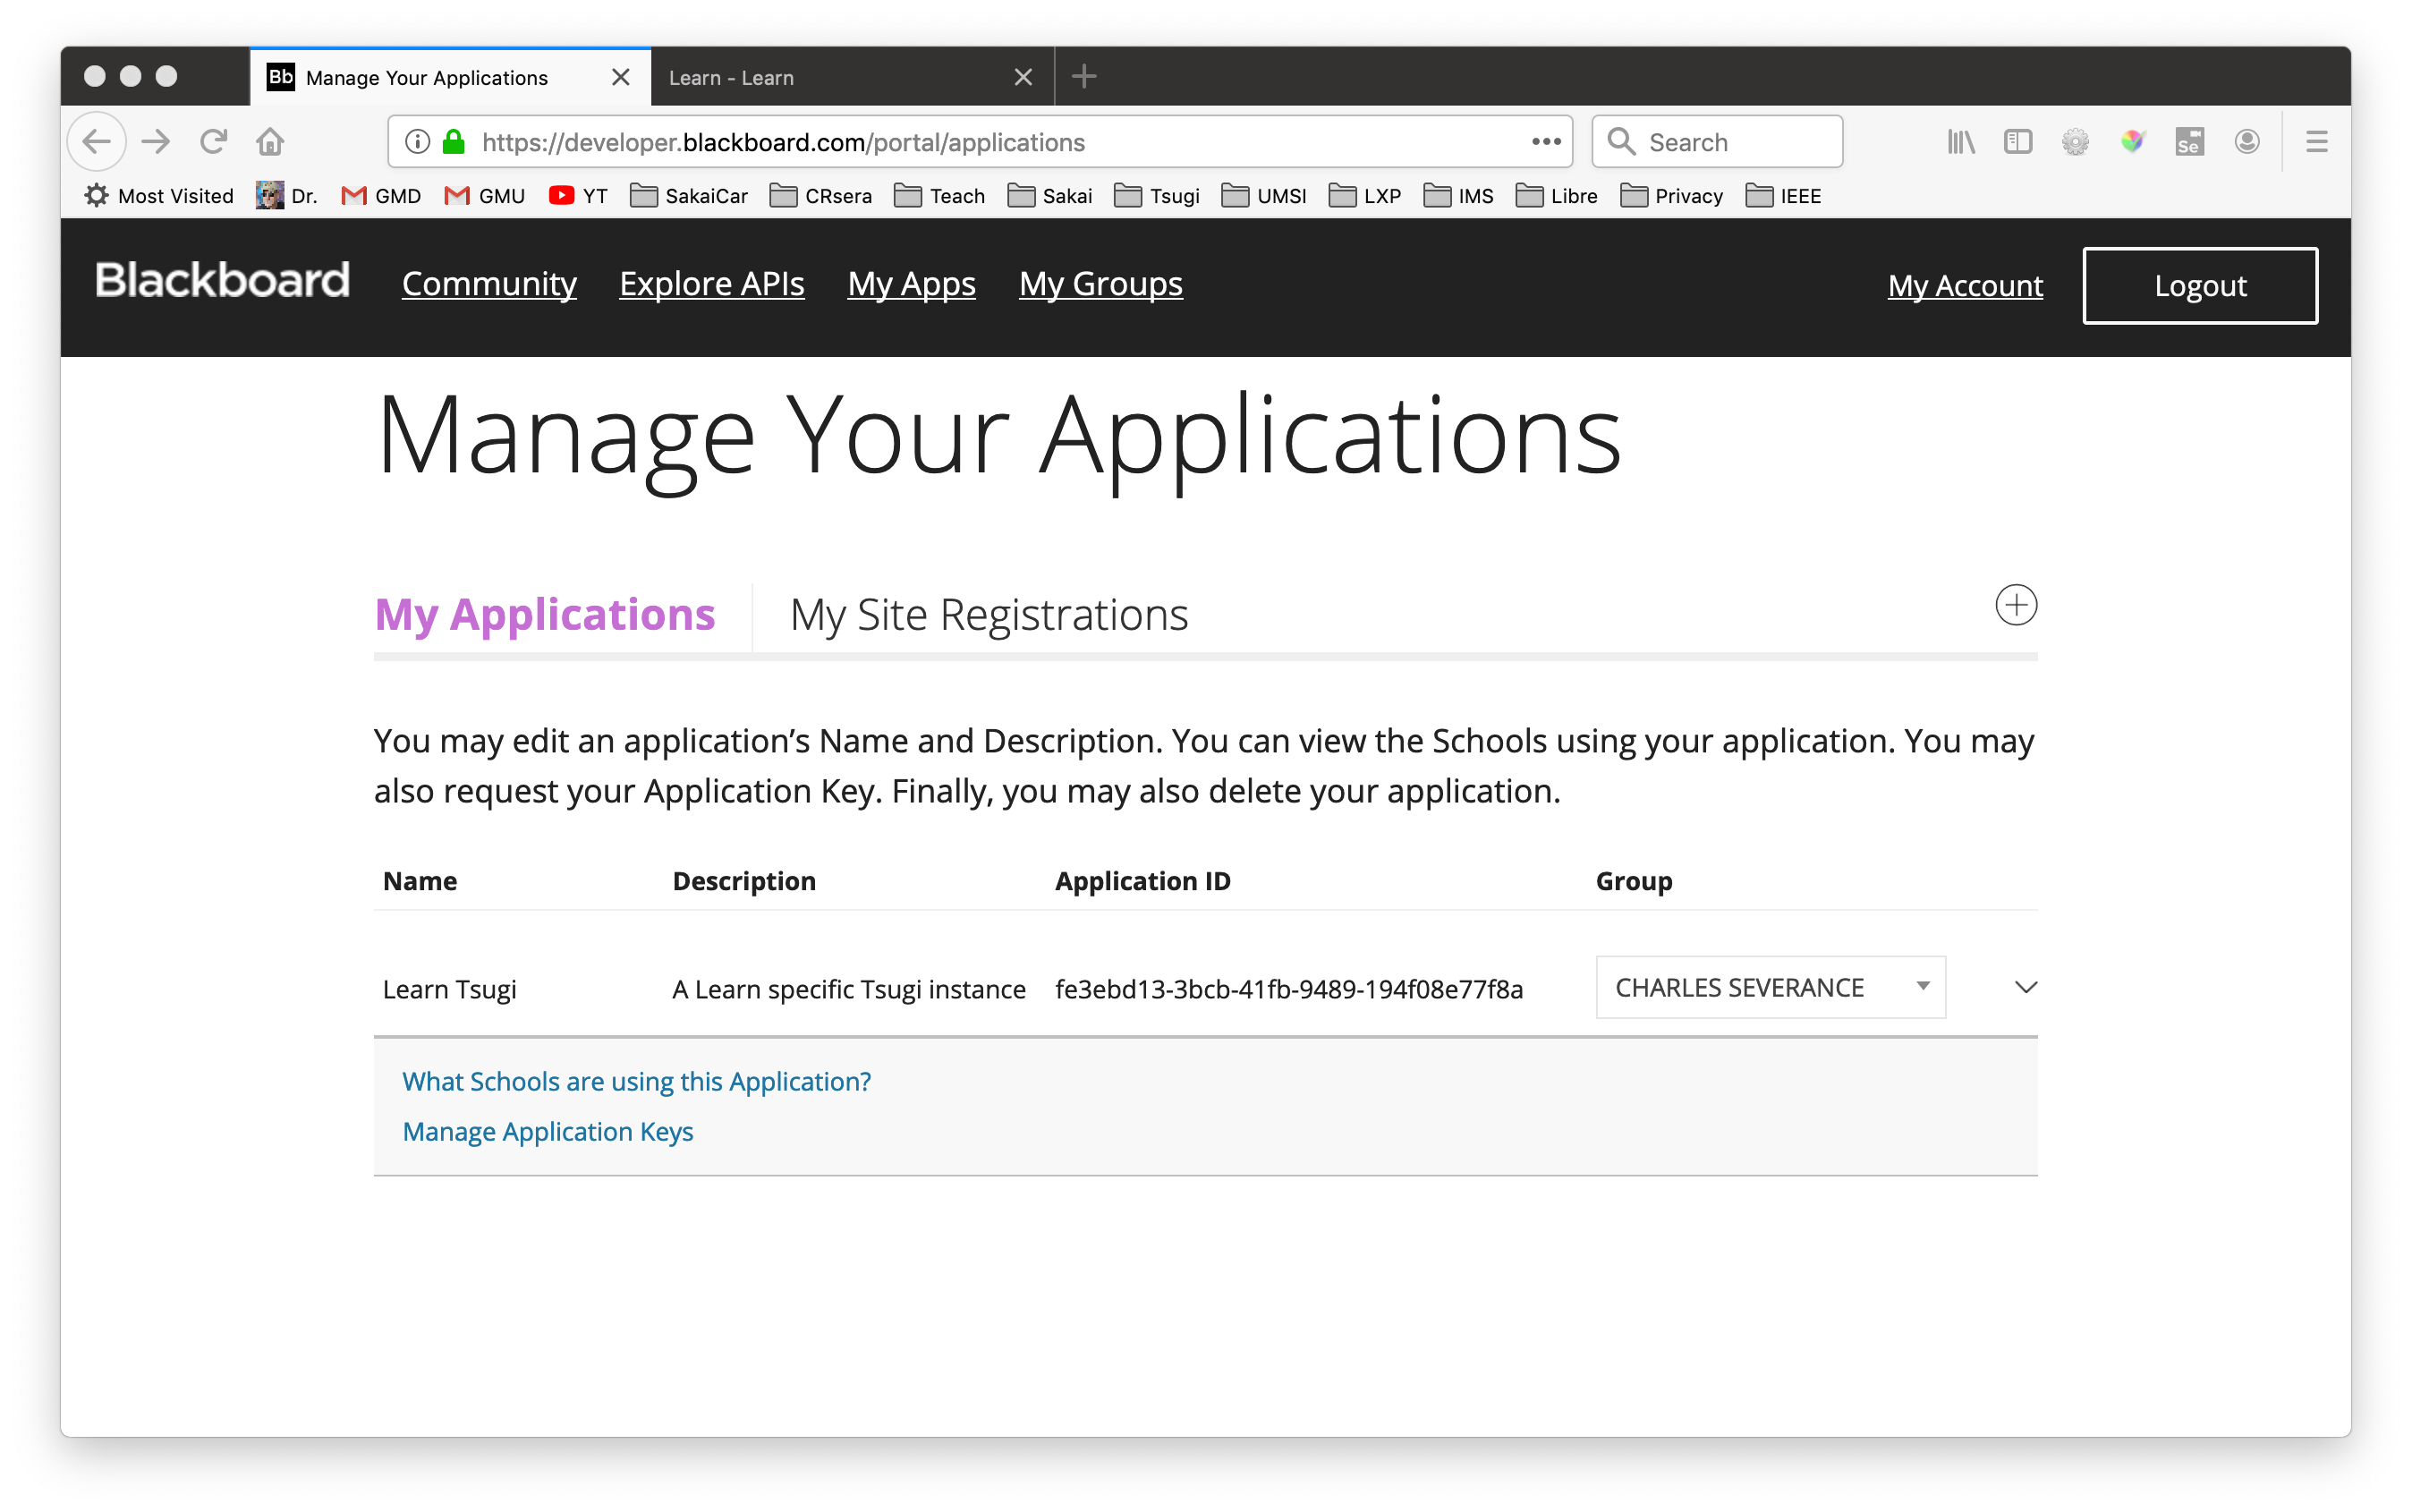 Bb Manage Your Applications
Learn - Learn
https://developer.blackboard.com/portal/applications
Search
Most Visited Dr. GMD GMU YT SakaiCar CRsera Teach Sakai Tsugi UMSI LXP IMS Libre Privacy IEEE
Blackboard Community Explore APIs My Apps My Groups My Account Logout
Manage Your Applications
My Applications My Site Registrations
You may edit an application’s Name and Description. You can view the Schools using your application. You may
also request your Application Key. Finally, you may also delete your application.
Name Description Application ID Group
Learn Tsugi A Learn specific Tsugi instance fe3ebd13-3bcb-41fb-9489-194f08e77f8a CHARLES SEVERANCE
What Schools are using this Application?
Manage Application Keys